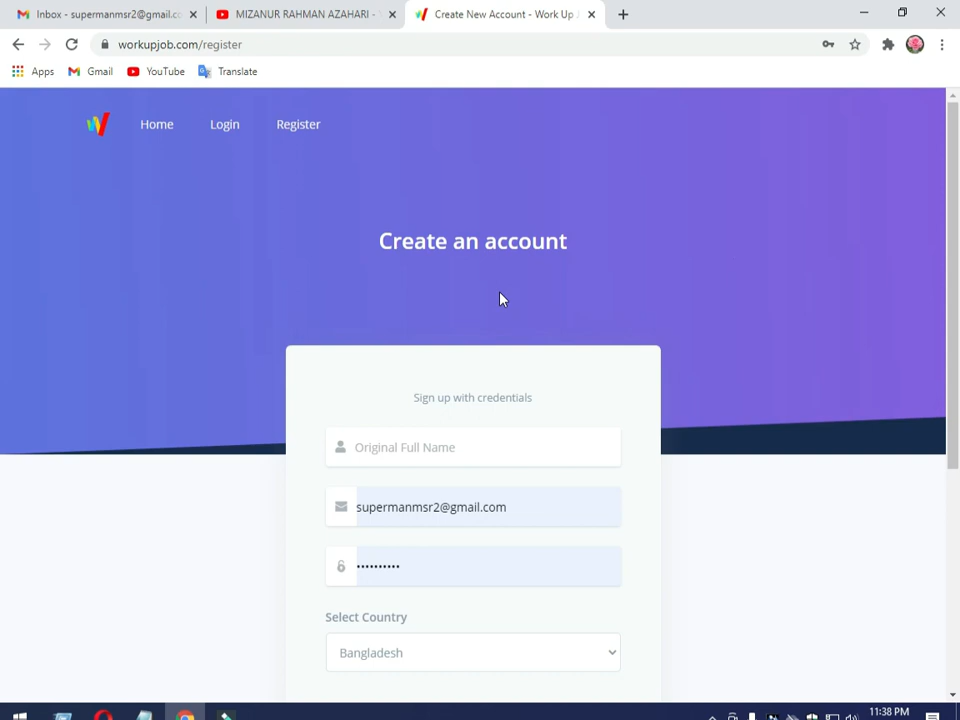 Inbox - supermanmsr2@gmail.c
MIZANUR RAHMAN AZAHARI -
Create New Account - Work Up
workupjob.com/register
Apps
Gmail
YouTube
Translate
Home
Login
Register
Create an account
Sign up with credentials
Original Full Name
supermanmsr2@gmail.com
••••••••••
Select Country
Bangladesh
11:38 PM